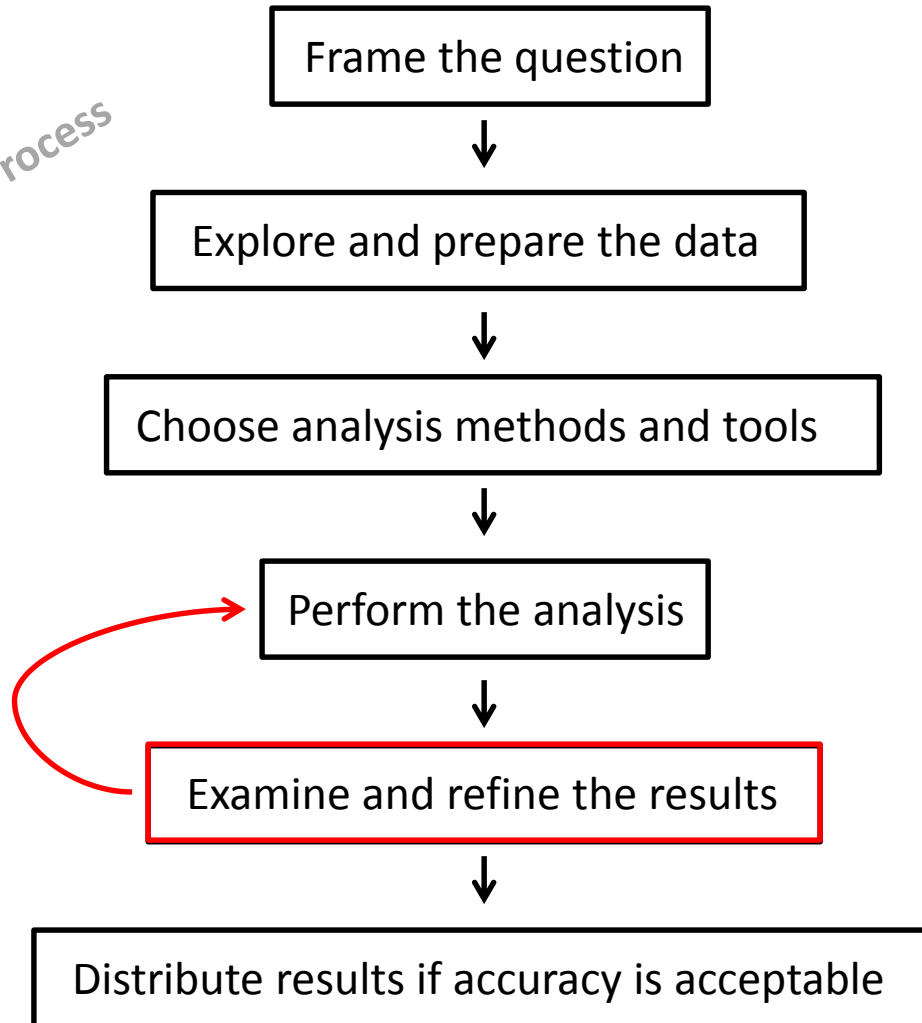 Frame the question
rocess
Explore and prepare the data
Choose analysis methods and tools
Perform the analysis
Examine and refine the results
Distribute results if accuracy is acceptable